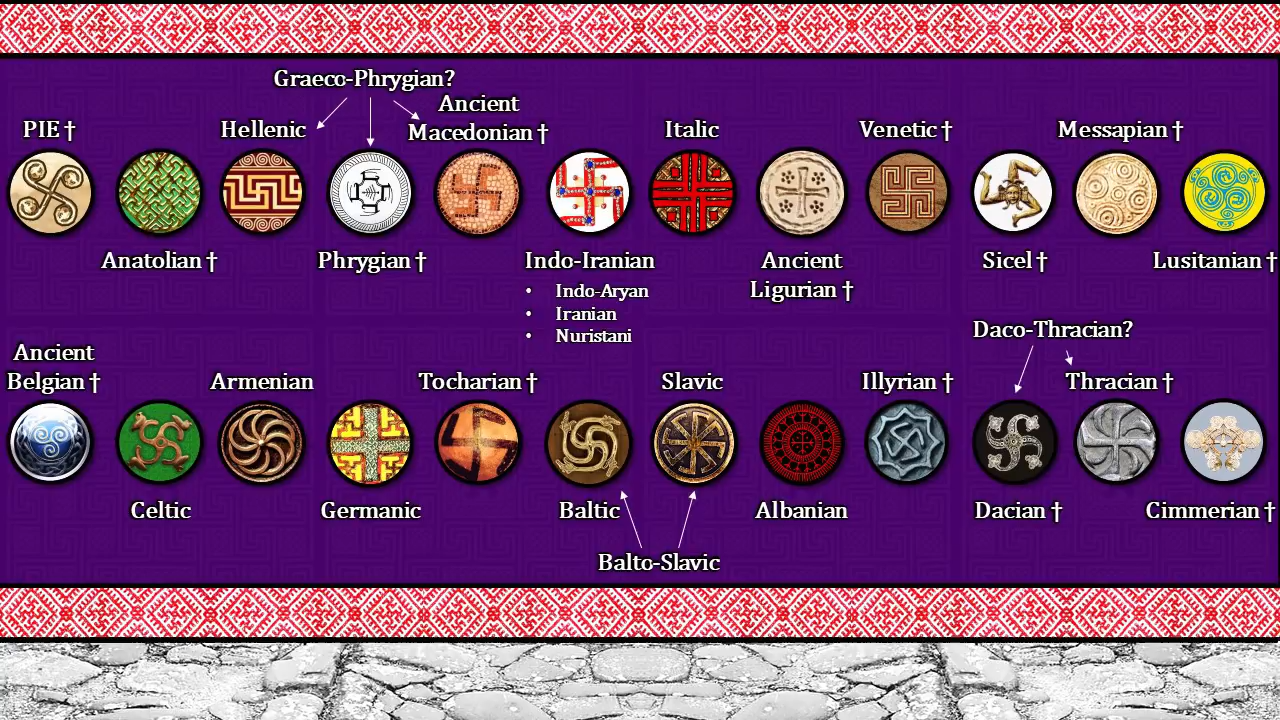 Graeco-Phrygian?
PIE †
Hellenic
Ancient
Macedonian †
Italic
Venetic †
Messapian †
Anatolian †
Phrygian †
Indo-Iranian
• Indo-Aryan
• Iranian
• Nuristani
Ancient
Ligurian †
Sicel †
Lusitanian †
Daco-Thracian?
Ancient
Belgian †
Armenian
Tocharian †
Slavic
Illyrian †
Thracian †
Celtic
Germanic
Baltic
Albanian
Dacian †
Cimmerian †
Balto-Slavic